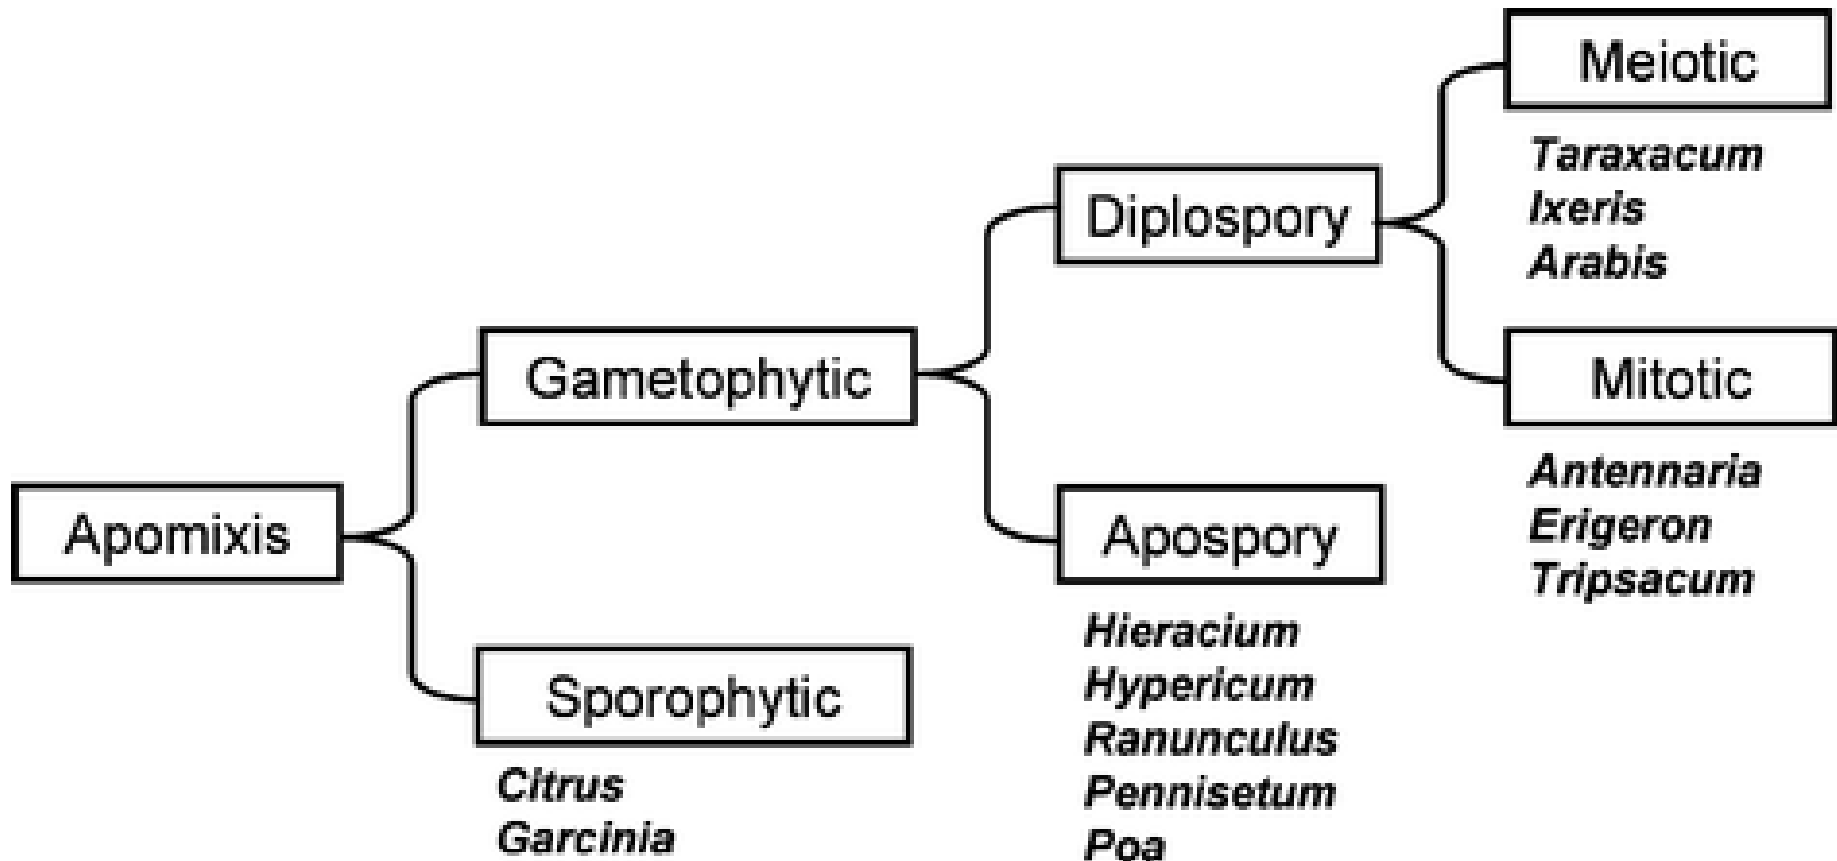 Meiotic
Taraxacum
Ixeris
Arabis
Diplospory
Mitotic
Antennaria
Erigeron
Tripsacum
Gametophytic
Apospory
Hieracium
Hypericum
Ranunculus
Pennisetum
Poa
Apomixis
Sporophytic
Citrus
Garcinia